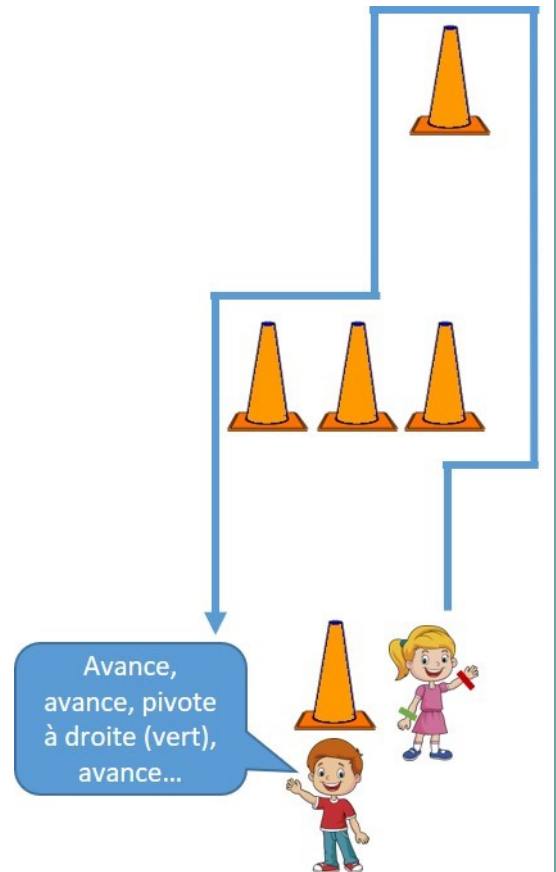 Avance,
avance, pivote
à droite (vert),
avance...